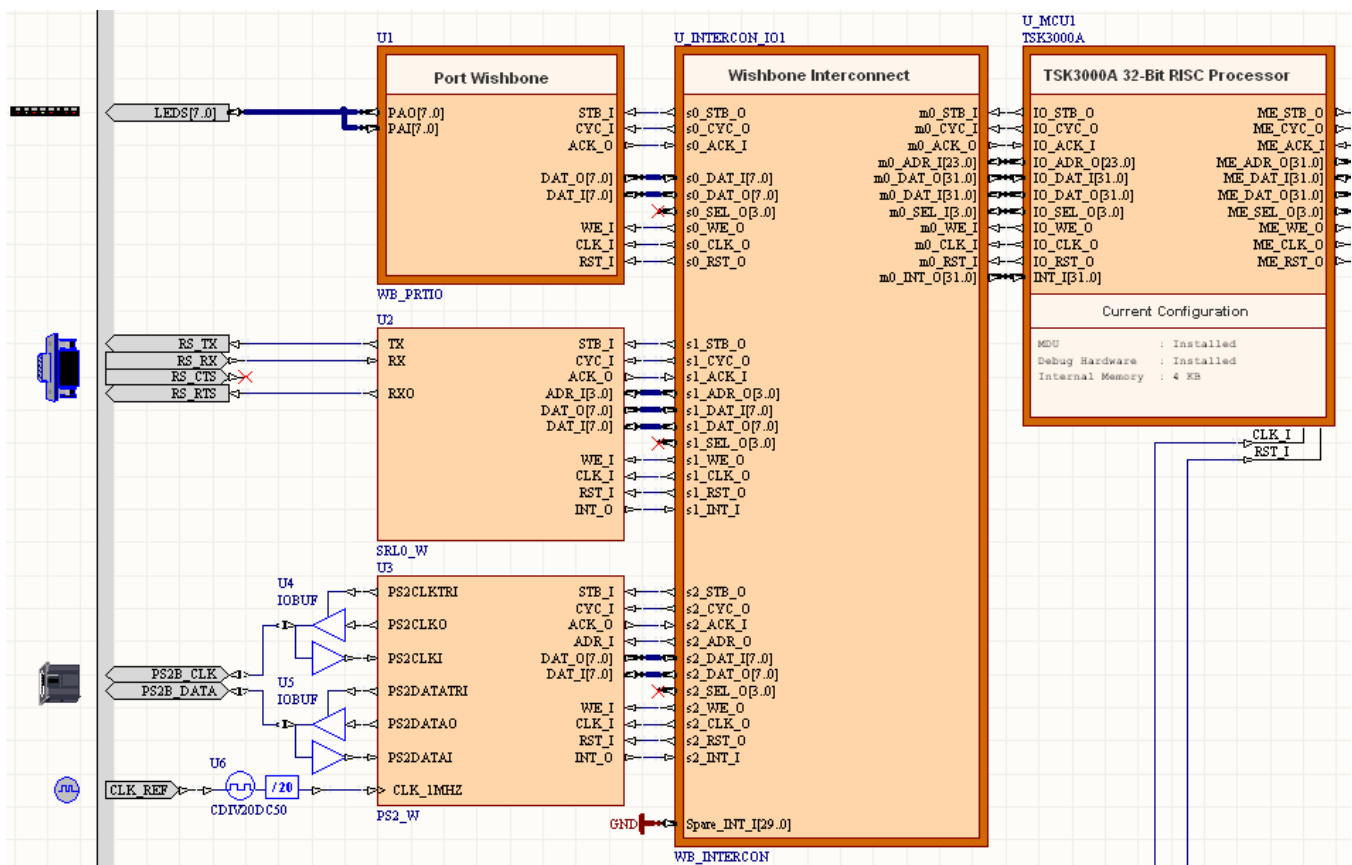 U1
Port Wishbone
LEDS[7..0]
PAO[7..0]
PAI[7..0]
STB_I
CYC_I
ACK_O
DAT_O[7..0]
DAT_I[7..0]
WE_I
CLK_I
RST_I
WB_PRTIO
U2
RS_TX
RS_RX
RS_CTS
RS_RTS
TX
RX
RXO
STB_I
CYC_I
ACK_O
ADR_I[3..0]
DAT_O[7..0]
DAT_I[7..0]
WE_I
CLK_I
RST_I
INT_O
SRL0_W
U3
U4
IOBUF
U5
IOBUF
PS2B_CLK
PS2B_DATA
U6
CLK_REF
/20
CDIV20DC50
PS2CLKTRI
PS2CLKO
PS2CLKI
PS2DATATRI
PS2DATAO
PS2DATAI
CLK_1MHZ
STB_I
CYC_I
ACK_O
ADR_I
DAT_O[7..0]
DAT_I[7..0]
WE_I
CLK_I
RST_I
INT_O
PS2_W
U_INTERCON_IO1
Wishbone Interconnect
s0_STB_O
s0_CYC_O
s0_ACK_I
s0_DAT_I[7..0]
s0_DAT_O[7..0]
s0_SEL_O[3..0]
s0_WE_O
s0_CLK_O
s0_RST_O
s1_STB_O
s1_CYC_O
s1_ACK_I
s1_ADR_O[3..0]
s1_DAT_I[7..0]
s1_DAT_O[7..0]
s1_SEL_O[3..0]
s1_WE_O
s1_CLK_O
s1_RST_O
s1_INT_I
s2_STB_O
s2_CYC_O
s2_ACK_I
s2_ADR_O
s2_DAT_I[7..0]
s2_DAT_O[7..0]
s2_SEL_O[3..0]
s2_WE_O
s2_CLK_O
s2_RST_O
s2_INT_I
GND
Spare_INT_I[29..0]
m0_STB_I
m0_CYC_I
m0_ACK_O
m0_ADR_I[23..0]
m0_DAT_O[31..0]
m0_DAT_I[31..0]
m0_SEL_I[3..0]
m0_WE_I
m0_CLK_I
m0_RST_I
m0_INT_O[31..0]
WB_INTERCON
U_MCU1
TSK3000A
TSK3000A 32-Bit RISC Processor
IO_STB_O
IO_CYC_O
IO_ACK_I
IO_ADR_O[23..0]
IO_DAT_I[31..0]
IO_DAT_O[31..0]
IO_SEL_O[3..0]
IO_WE_O
IO_CLK_O
IO_RST_O
INT_I[31..0]
ME_STB_O
ME_CYC_O
ME_ACK_I
ME_ADR_O[31..0]
ME_DAT_I[31..0]
ME_DAT_O[31..0]
ME_SEL_O[3..0]
ME_WE_O
ME_CLK_O
ME_RST_O
Current Configuration
MDU : Installed
Debug Hardware : Installed
Internal Memory : 4 KB
CLK_I
RST_I